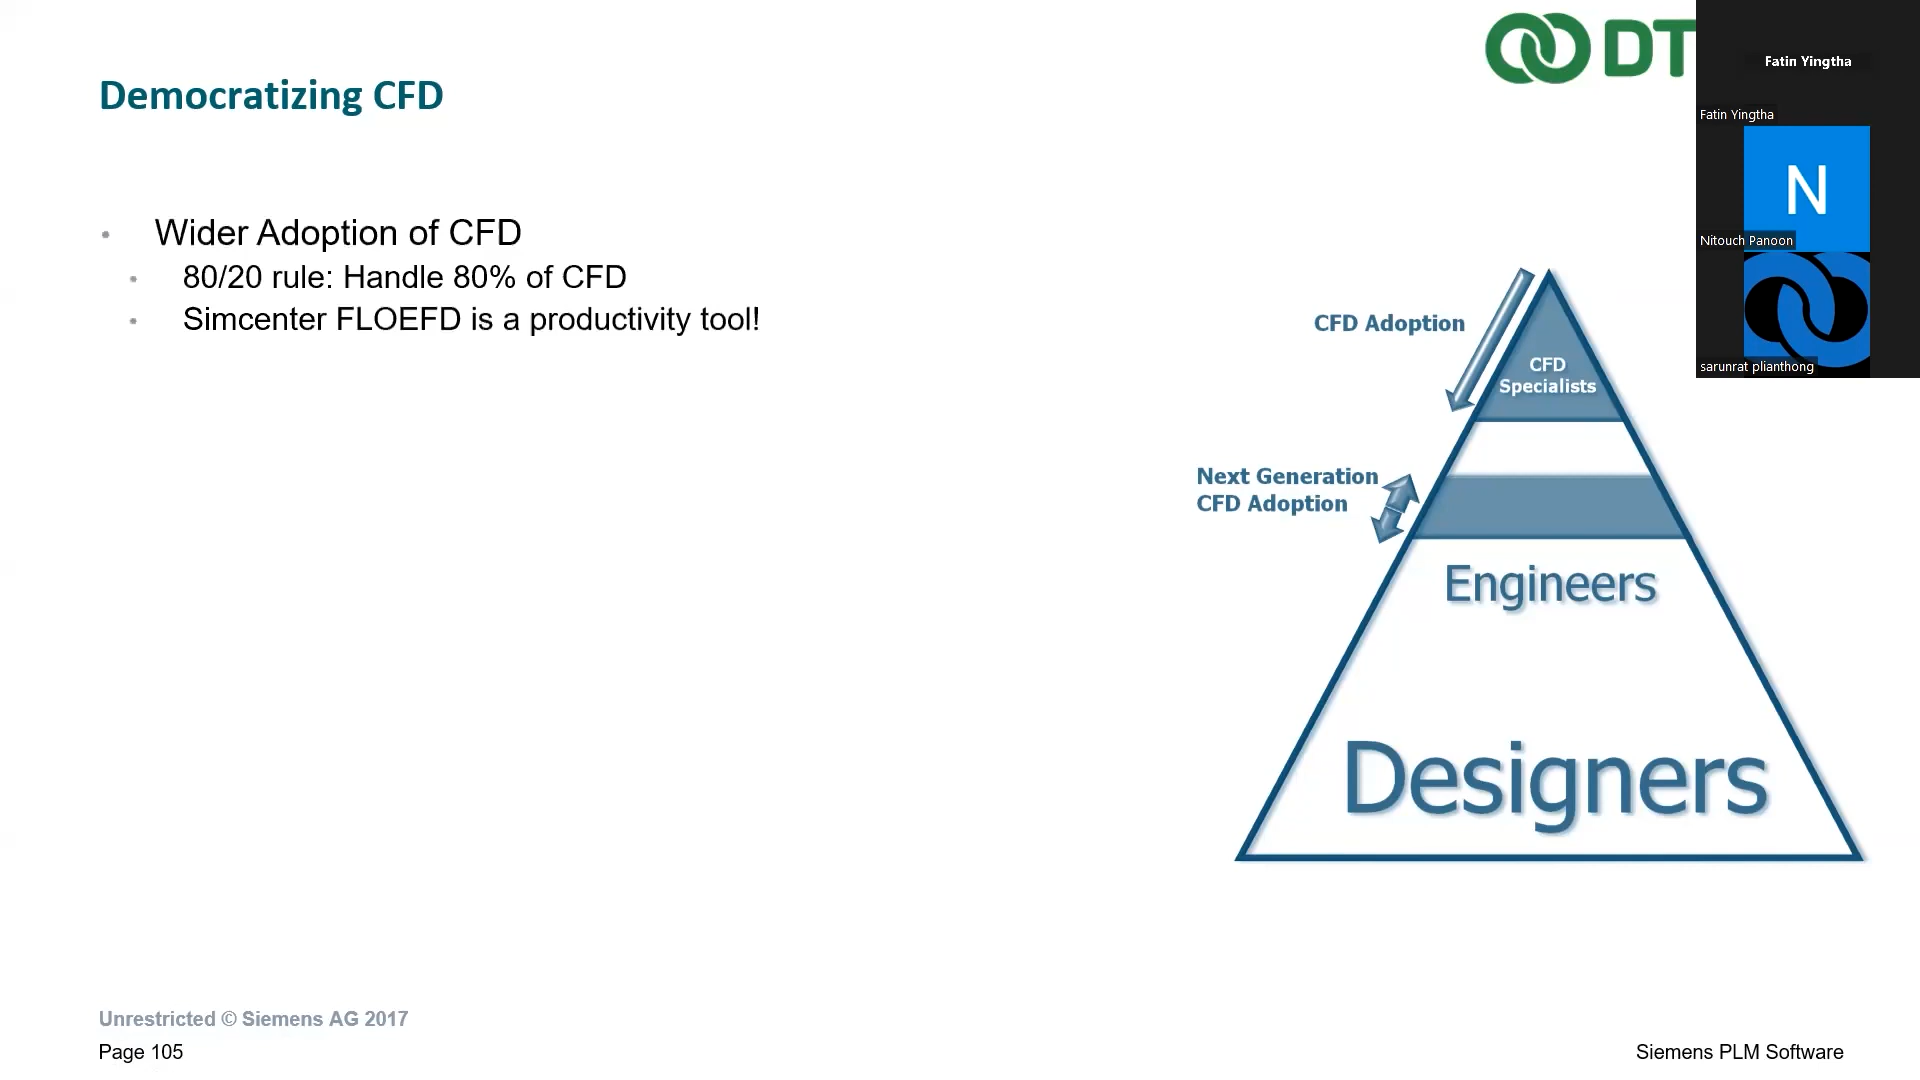 DT
Fatin Yingtha
Democratizing CFD
Fatin Yingtha
N
Nitouch Panoon
Wider Adoption of CFD
80/20 rule: Handle 80% of CFD
Simcenter FLOEFD is a productivity tool!
sarunrat plianthong
CFD Adoption
CFD
Specialists
Next Generation
CFD Adoption
Engineers
Designers
Unrestricted © Siemens AG 2017
Page 105
Siemens PLM Software